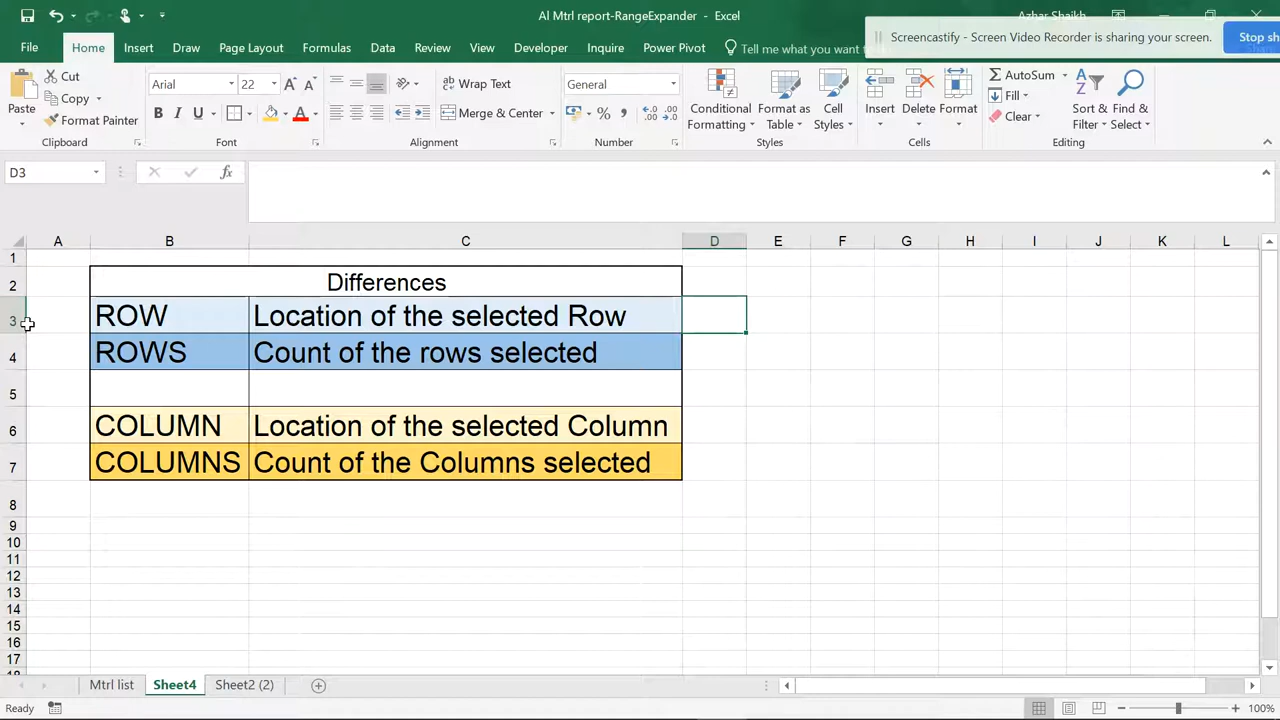 Al Mtrl report-RangeExpander - Excel
Azhar Shaikh
Screencastify - Screen Video Recorder is sharing your screen.
Stop sh
File Home Insert Draw Page Layout Formulas Data Review View Developer Inquire Power Pivot Tell me what you want
Paste
Cut
Copy
Format Painter
Clipboard
Arial 22
B I U
Font
Wrap Text
Merge & Center
Alignment
General
Number
Conditional Formatting
Format as Table
Cell Styles
Styles
Insert
Delete
Format
Cells
AutoSum
Fill
Clear
Sort & Filter
Find & Select
Editing
D3
fx
A B C D E F G H I J K L
1
2 Differences
3 ROW Location of the selected Row
4 ROWS Count of the rows selected
5
6 COLUMN Location of the selected Column
7 COLUMNS Count of the Columns selected
8
9
10
11
12
13
14
15
16
17
Mtrl list Sheet4 Sheet2 (2)
Ready
100%